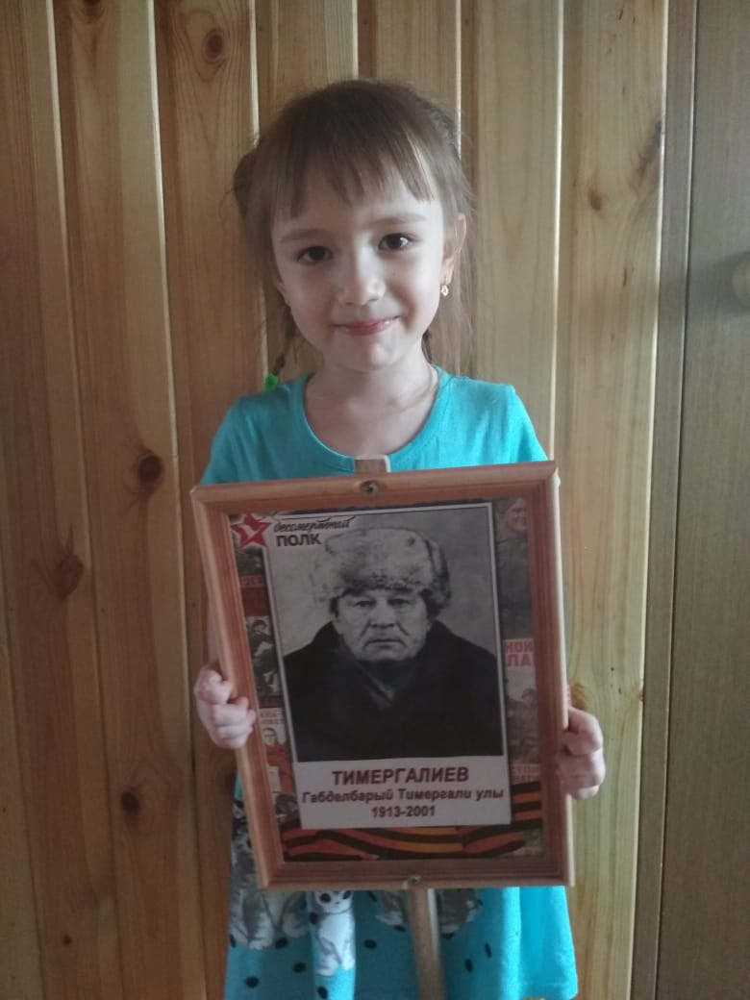 бессмертный
ПОЛК
ТИМЕРГАЛИЕВ
Габделбарый Тимергали улы
1913-2001